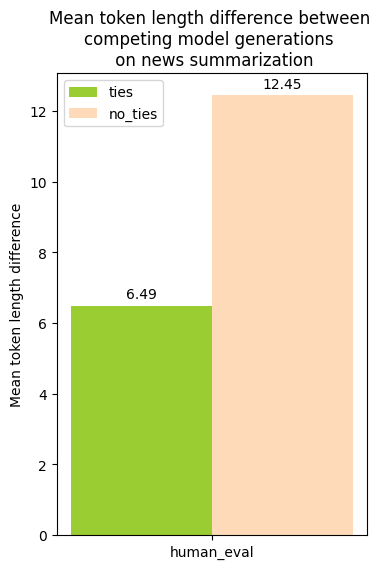 Mean token length difference between
competing model generations
on news summarization
ties
no_ties
12.45
6.49
Mean token length difference
12
10
8
6
4
2
0
human_eval